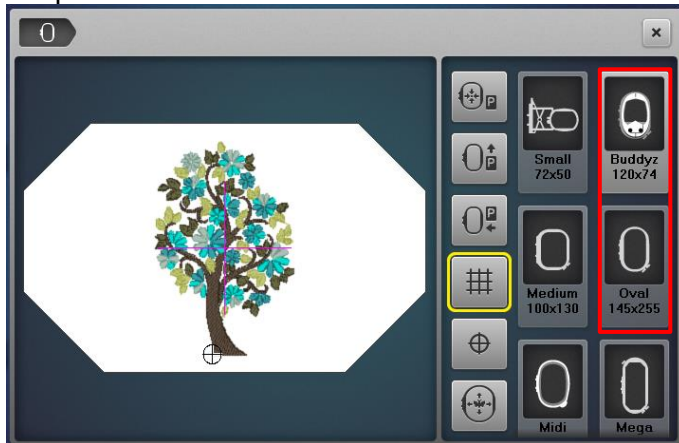 P
P
P
Small
72x50
Buddyz
120x74
Medium
100x130
Oval
145x255
Midi
Mega